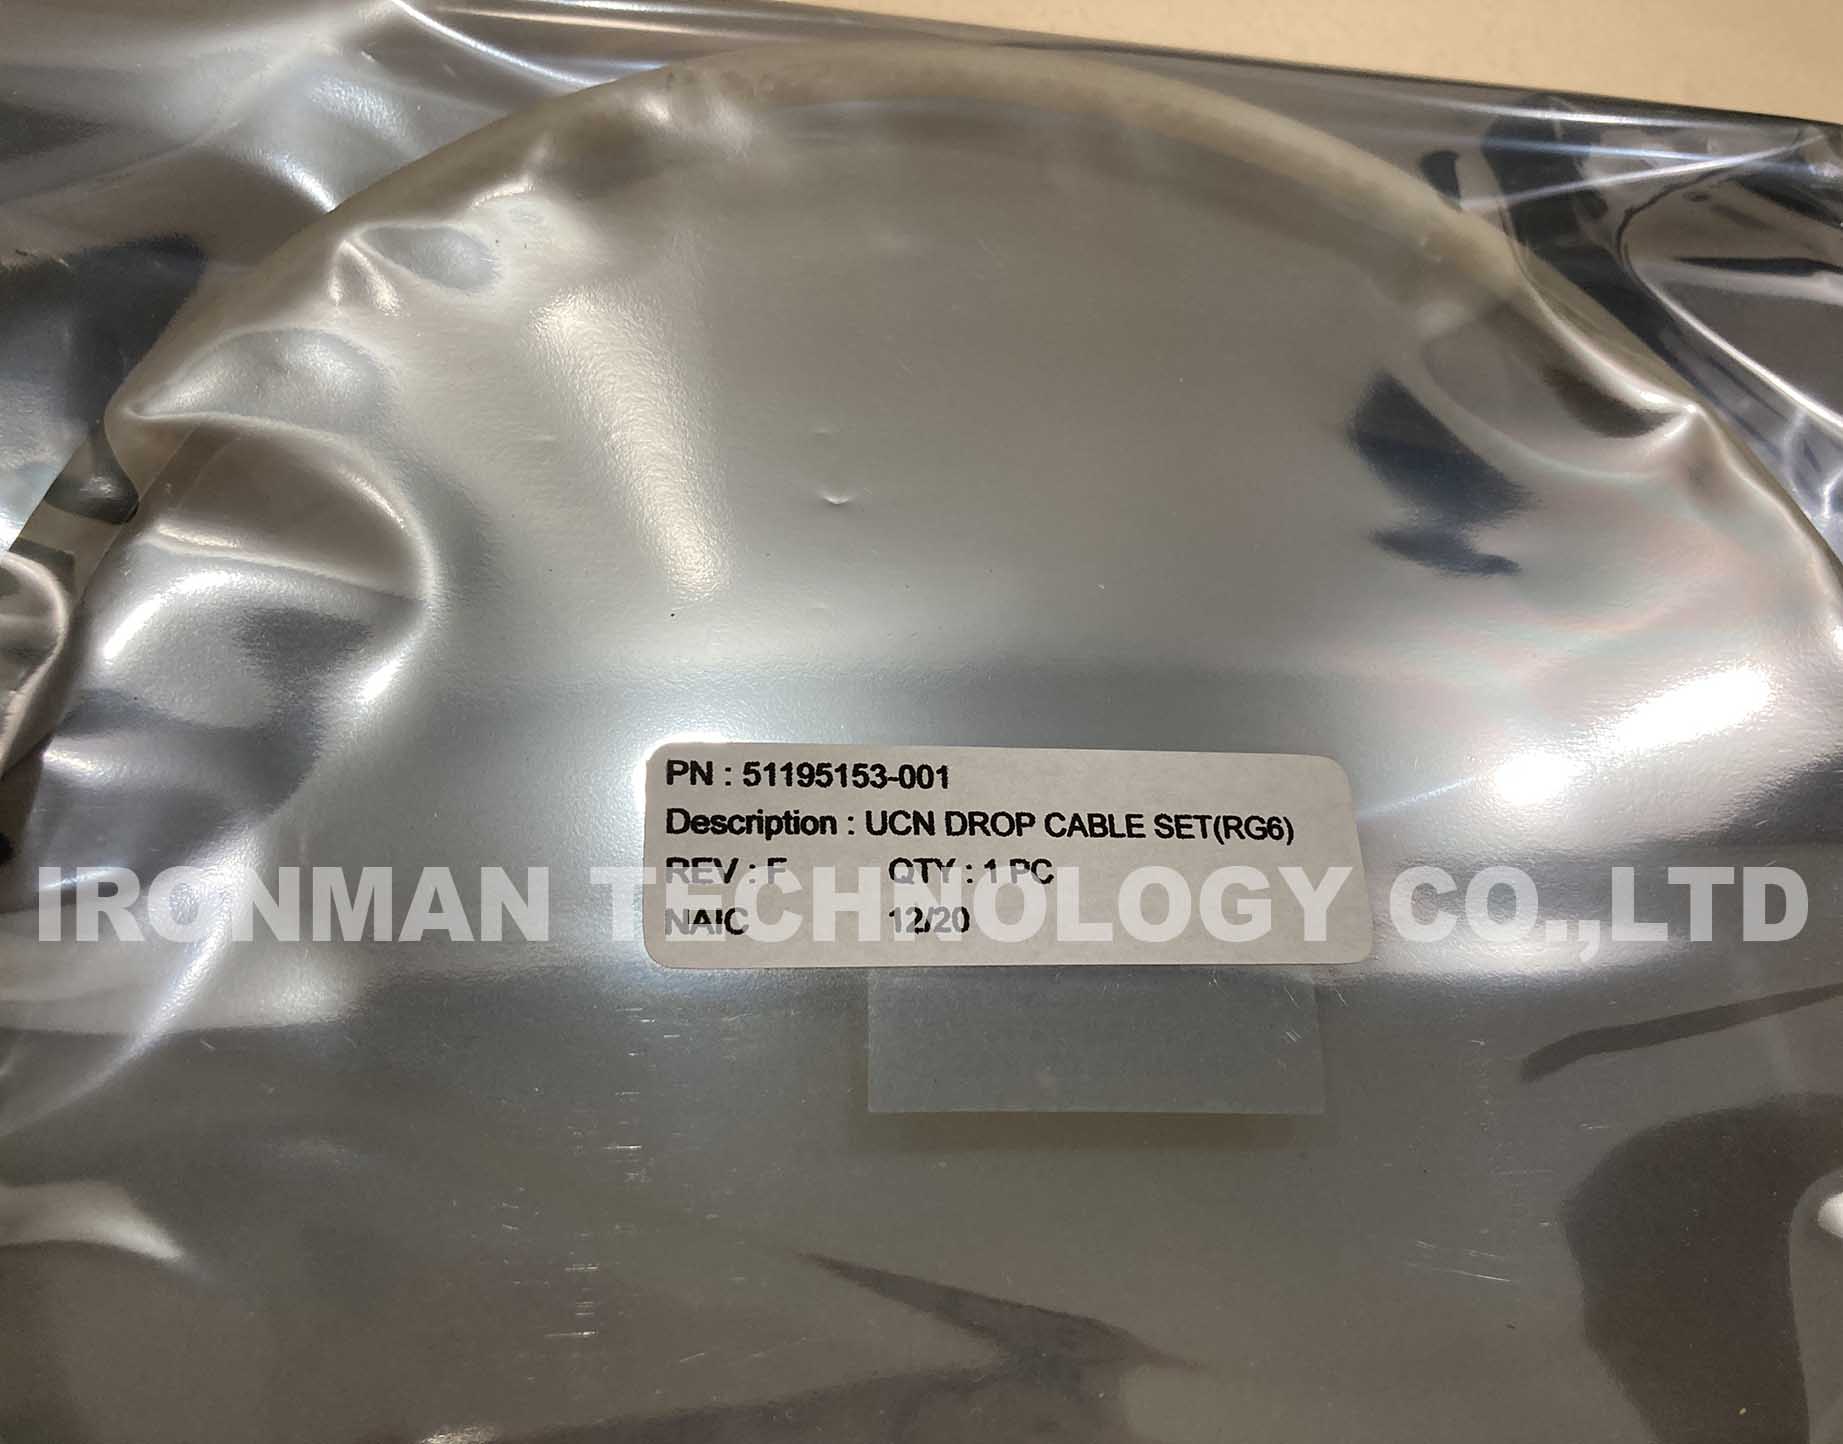 PN : 51195153-001
Description : UCN DROP CABLE SET(RG6)
REV : F QTY : 1 PC
NAIC 12/20
IRONMAN TECHNOLOGY CO.,LTD